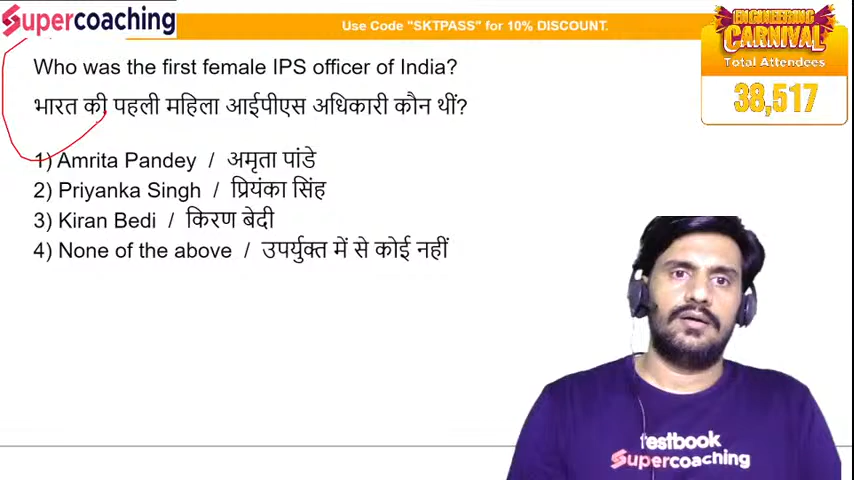 Supercoaching
Use Code "SKTPASS" for 10% DISCOUNT.
ENGINEERING
CARNIVAL
Total Attendees
38,517
Who was the first female IPS officer of India?
भारत की पहली महिला आईपीएस अधिकारी कौन थीं?
1) Amrita Pandey / अमृता पांडे
2) Priyanka Singh / प्रियंका सिंह
3) Kiran Bedi / किरण बेदी
4) None of the above / उपर्युक्त में से कोई नहीं
testbook
Supercoaching